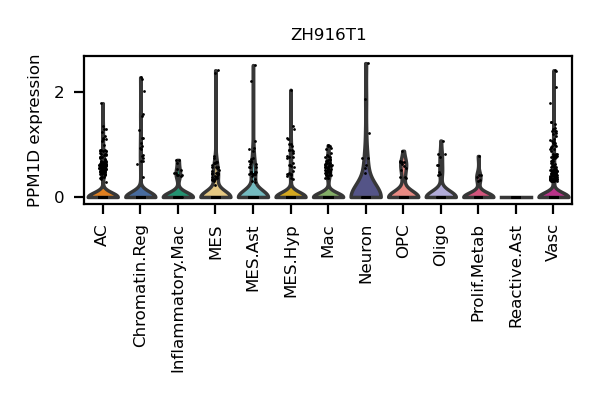 ZH916T1
PPM1D expression
2
0
AC
Chromatin.Reg
Inflammatory.Mac
MES
MES.Ast
MES.Hyp
Mac
Neuron
OPC
Oligo
Prolif.Metab
Reactive.Ast
Vasc